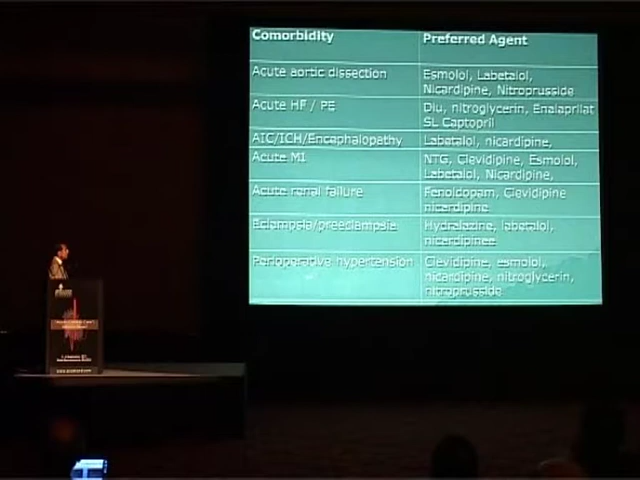 Comorbidity
Preferred Agent
Acute aortic dissection
Esmolol, Labetalol,
Nicardipine, Nitroprusside
Acute HF / PE
Diu, nitroglycerin, Enalaprilat
SL Captopril
AIC/ICH/Encephalopathy
Labetalol, nicardipine,
Acute MI
NTG, Clevidipine, Esmolol,
Labetalol, Nicardipine,
Acute renal failure
Fenoldopam, Clevidipine
nicardipine
Eclampsia/preeclampsie
Hydralazine, labetalol,
nicardipinee
Perioperative hypertension
Clevidipine, esmolol,
nicardipine, nitroglycerin,
nitroprusside